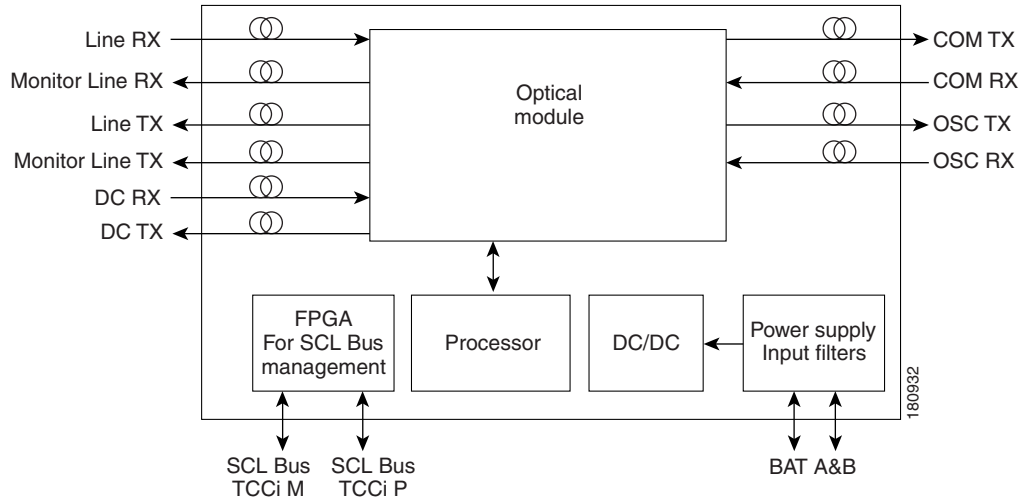 Line RX
Monitor Line RX
Line TX
Monitor Line TX
DC RX
DC TX
Optical
module
COM TX
COM RX
OSC TX
OSC RX
FPGA
For SCL Bus
management
Processor
DC/DC
Power supply
Input filters
180932
SCL Bus
TCCi M
SCL Bus
TCCi P
BAT A&B